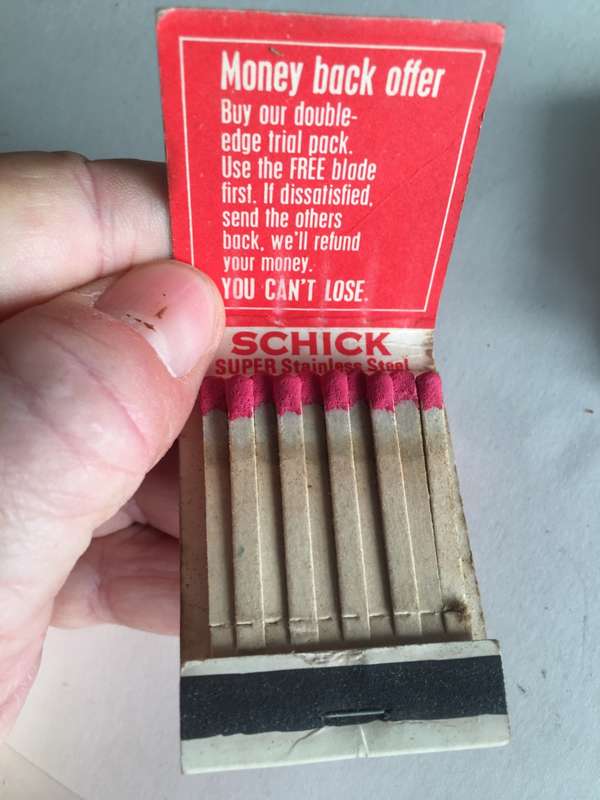 Money back offer
Buy our double-
edge trial pack.
Use the FREE blade
first. If dissatisfied,
send the others
back, we'll refund
your money.
YOU CAN'T LOSE.
SCHICK
SUPER Stainless Steel